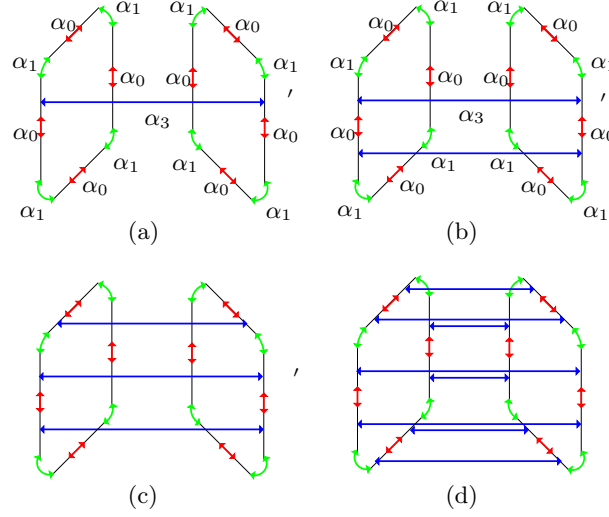 α₀ α₁ α₀ α₁
α₁ α₀ α₀ α₁ ′
α₀ α₃ α₀
α₁ α₀ α₁ α₁ α₀ α₁
(a)
α₀ α₁ α₀ α₁
α₁ α₀ α₀ α₁ ′
α₀ α₃ α₀
α₁ α₀ α₁ α₁ α₀ α₁
(b)
′
(c)
(d)